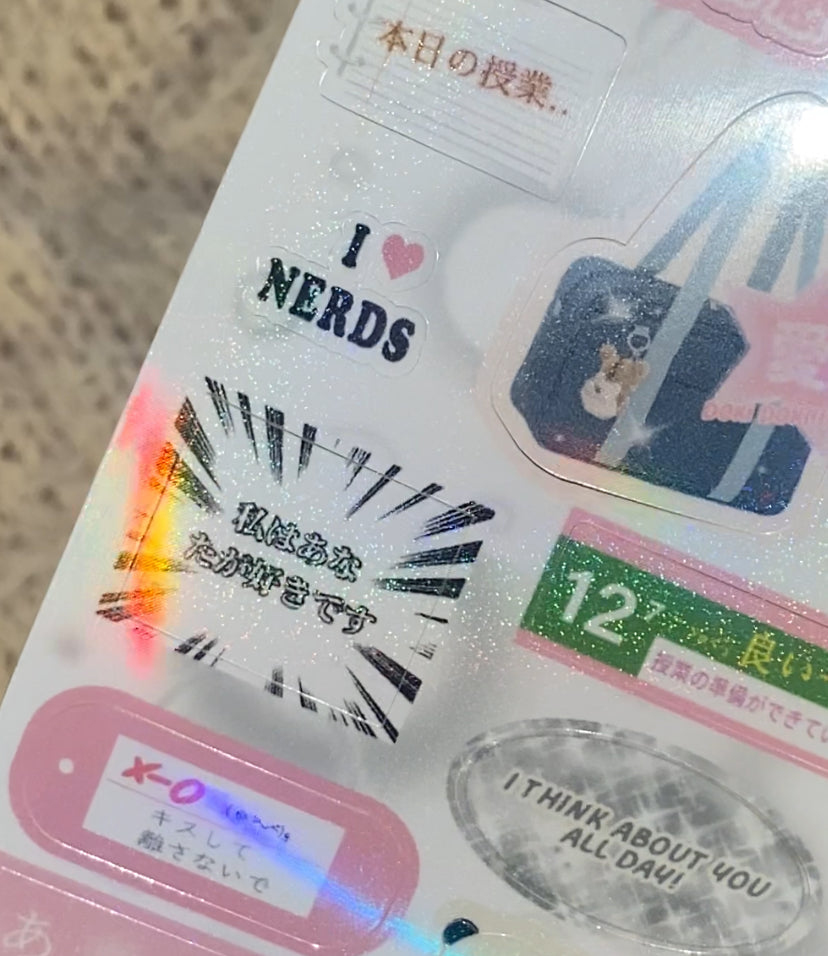 本日の授業..
I
NERDS
私はあな
たが好きです
12 7
良い
授業の準備ができてい
X-O
キスして
離さないで
I THINK ABOUT YOU
ALL DAY!
あ